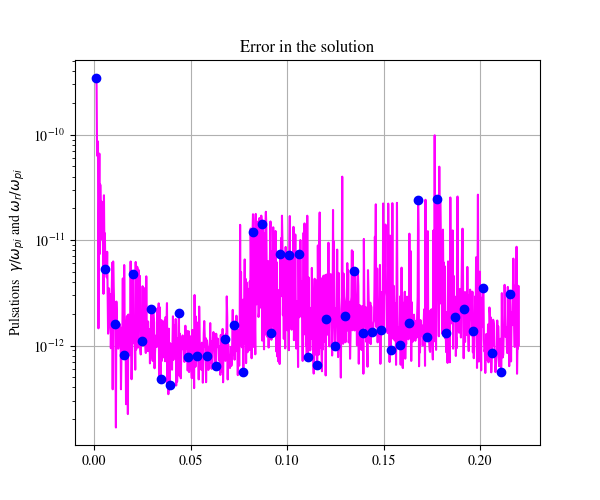 Error in the solution
Pulsations γ/ω_pi and ω_r/ω_pi
10^-10
10^-11
10^-12
0.00 0.05 0.10 0.15 0.20